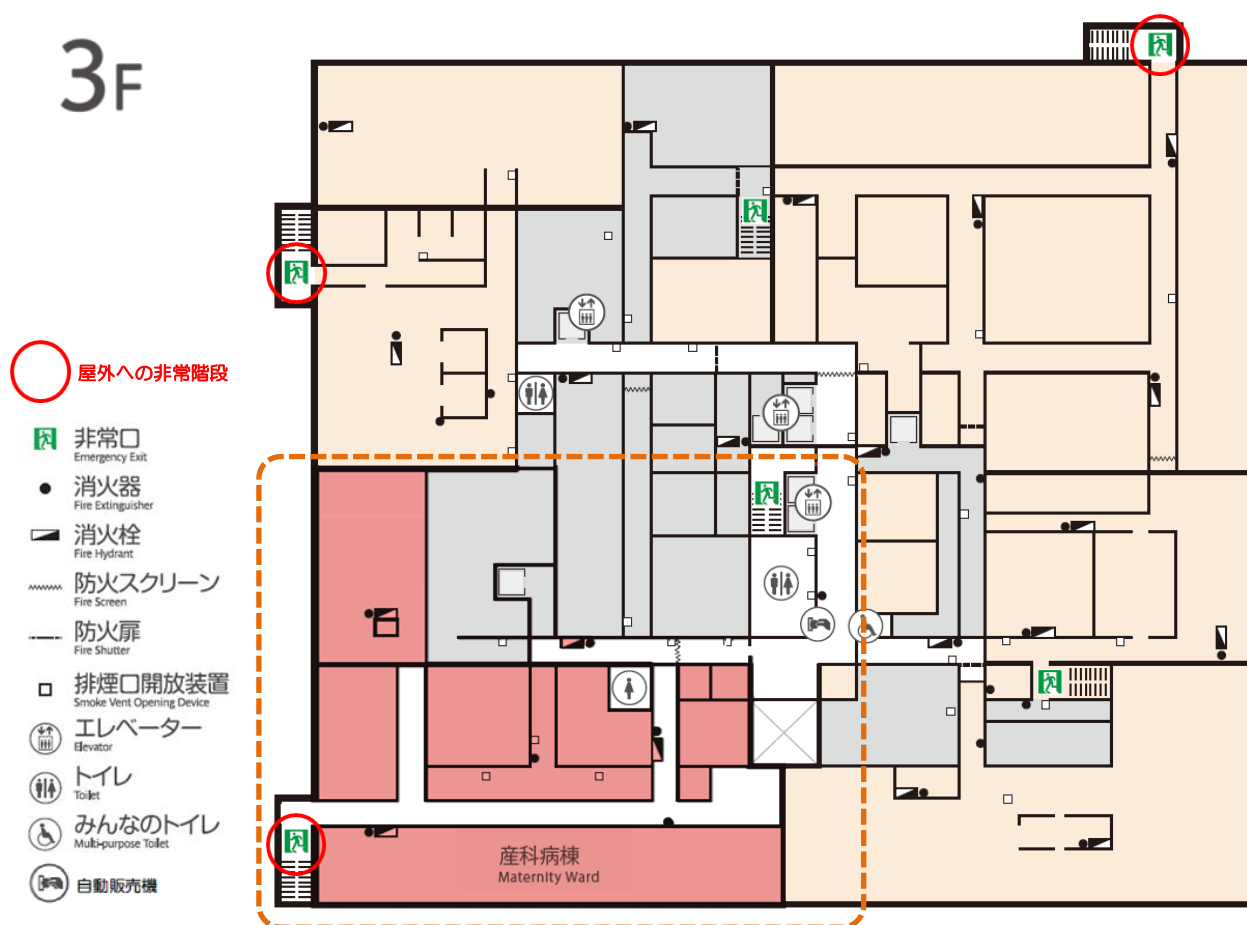 3F
屋外への非常階段
非常口
Emergency Exit
消火器
Fire Extinguisher
消火栓
Fire Hydrant
防火スクリーン
Fire Screen
防火扉
Fire Shutter
排煙口開放装置
Smoke Vent Opening Device
エレベーター
Elevator
トイレ
Toilet
みんなのトイレ
Multi-purpose Toilet
自動販売機
産科病棟
Maternity Ward